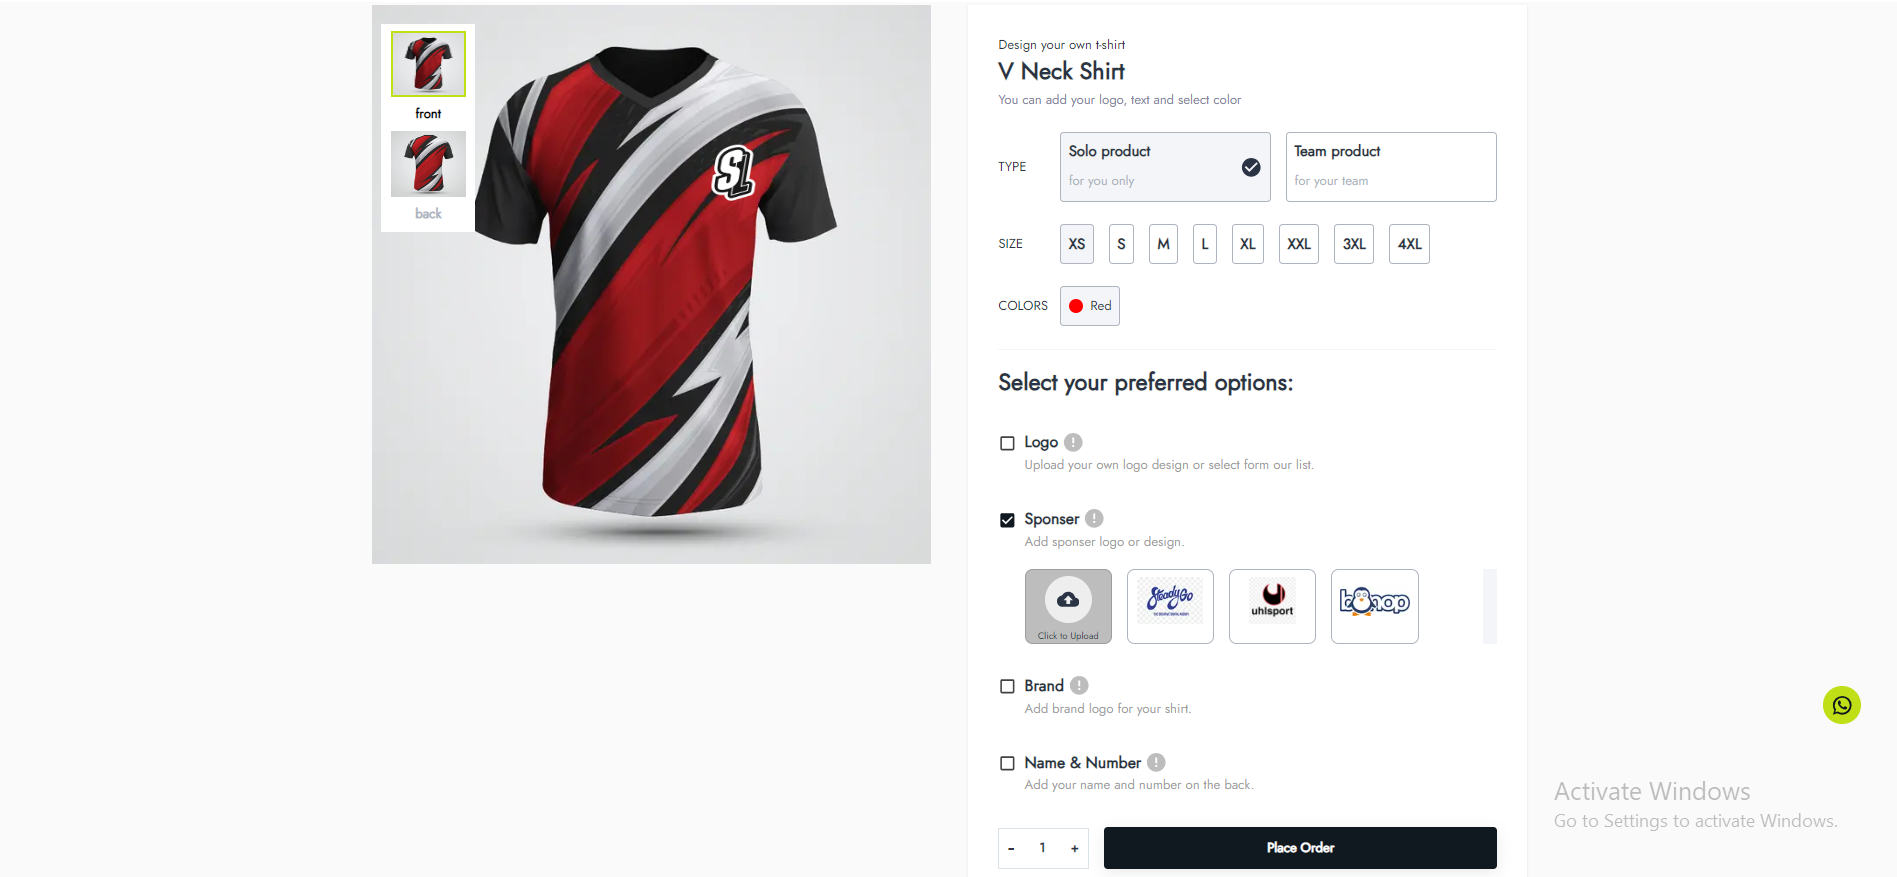 front
back
SL
Design your own t-shirt
V Neck Shirt
You can add your logo, text and select color
TYPE
Solo product
for you only
Team product
for your team
SIZE
XS S M L XL XXL 3XL 4XL
COLORS
Red
Select your preferred options:
Logo !
Upload your own logo design or select form our list.
Sponser !
Add sponser logo or design.
Click to Upload
SteadyGo
uhlsport
bonop
Brand !
Add brand logo for your shirt.
Name & Number !
Add your name and number on the back.
- 1 +
Place Order
Activate Windows
Go to Settings to activate Windows.